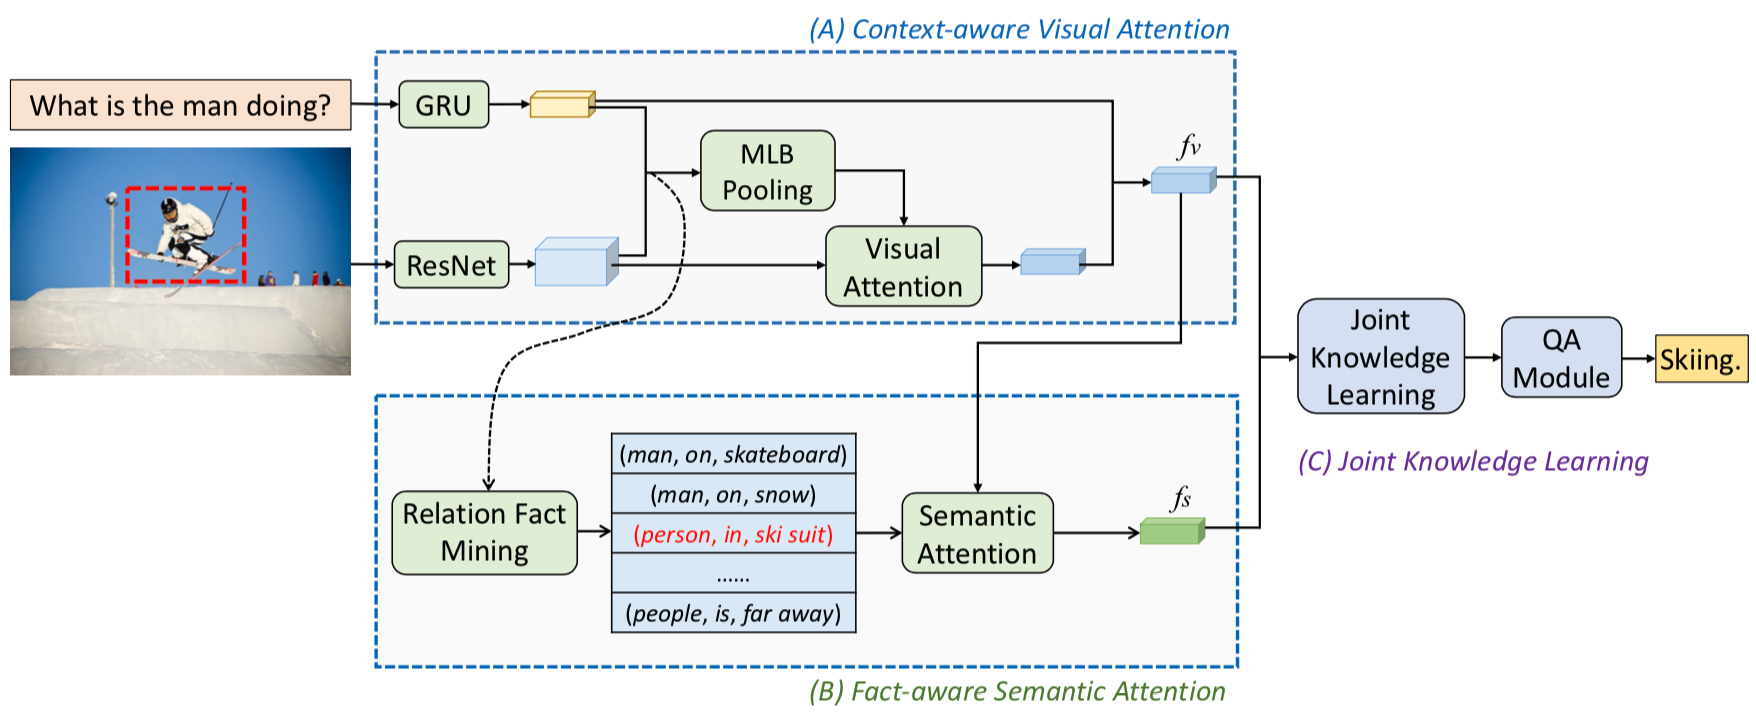 (A) Context-aware Visual Attention
What is the man doing?
GRU
MLB
Pooling
fv
ResNet
Visual
Attention
Joint
Knowledge
Learning
QA
Module
Skiing.
(C) Joint Knowledge Learning
Relation Fact
Mining
(man, on, skateboard)
(man, on, snow)
(person, in, ski suit)
......
(people, is, far away)
Semantic
Attention
fs
(B) Fact-aware Semantic Attention